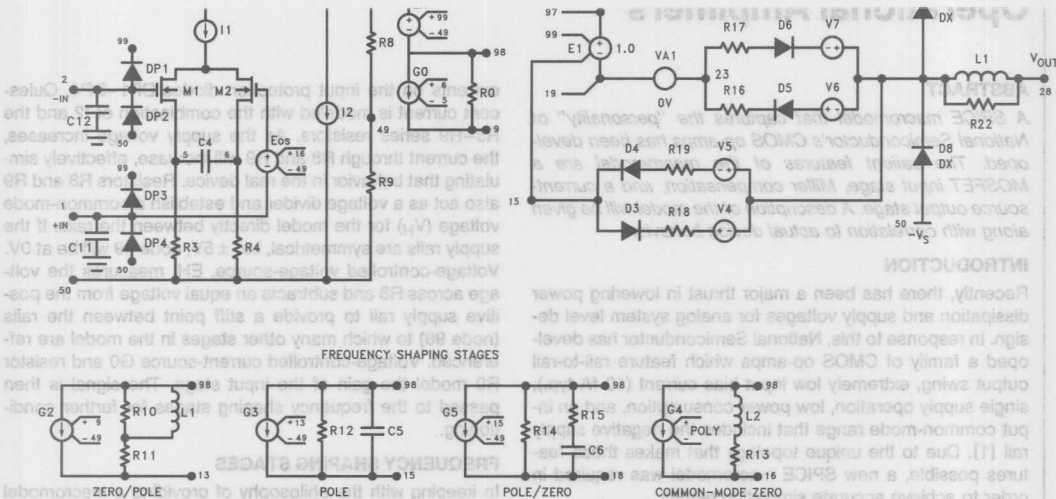 I1
99
2
-IN
DP1
M1
M2
C12
DP2
50
99
5
C4
6
Eos
DP3
+IN
C11
DP4
50
R3
R4
50
I2
R8
49
R9
+ 99
- 49
98
G0
6
5
R0
9
97
99
E1
1.0
19
15
VA1
0V
23
R17
D6
V7
R16
D5
V6
D4
R19
V5
D3
R18
V4
DX
L1
R22
VOUT
28
D8
DX
50
-VS
ABSTRACT
A SPICE macromodel that captures the "personality" of
National Semiconductor's CMOS op-amps has been devel-
oped. The salient features of the macromodel are a
MOSFET input stage, Miller compensation, and a current-
source output stage. A description of the model will be given
along with correlation to actual device
INTRODUCTION
Recently, there has been a major thrust in lowering power
dissipation and supply voltages for analog system level de-
sign. In response to this, National Semiconductor has devel-
oped a family of CMOS op-amps which feature rail-to-rail
output swing, extremely low input bias current
single supply operation, low power consumption, and an in-
put common-mode range that includes the negative supply
rail [1]. Due to the unique topology that makes these fea-
tures possible, a new SPICE macromodel was required in
order to achieve accurate
the input
cent current is modeled with the combination of I2 and the
series resistors. As the supply voltage increases,
the current through R8 and R9 will increase, effectively sim-
ulating that behavior in the real device. Resistors R8 and R9
also act as a voltage divider and establish a common-mode
voltage (VH) for the model directly between the rails. If the
supply rails are symmetrical,
Voltage-controlled voltage-source, EH, measures the volt-
age across R8 and subtracts an equal voltage from the pos-
itive supply rail to provide a stiff point between the rails
(node 98) to which many other stages in the model are ref-
erenced. Voltage-controlled current-source G0 and resistor
R0 model the gain of the input stage. The signal is then
passed to the frequency shaping stages for further condi-
FREQUENCY SHAPING STAGES
In keeping with the philosophy of providing a macromodel
FREQUENCY SHAPING STAGES
98
G2
+ 9
- 49
R10
L1
R11
13
ZERO/POLE
98
G3
+ 13
- 49
R12
C5
15
POLE
98
G5
+ 15
- 49
R14
R15
C6
18
POLE/ZERO
98
G4
POLY
L2
R13
16
COMMON-MODE ZERO